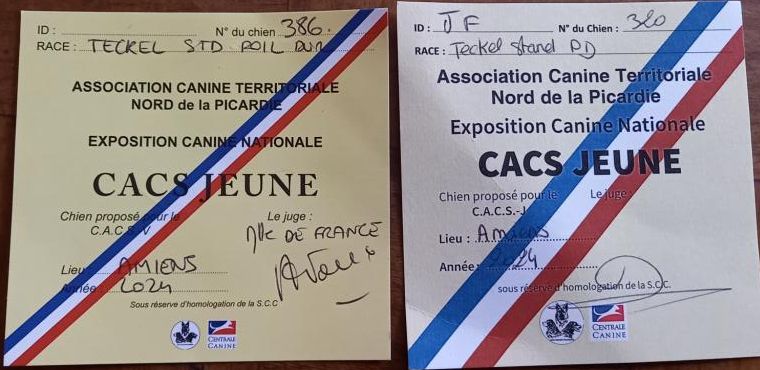 ID :
N° du chien 386.
RACE : TECKEL STD POIL DUR
ASSOCIATION CANINE TERRITORIALE
NORD de la PICARDIE
EXPOSITION CANINE NATIONALE
CACS JEUNE
Chien proposé pour le
C.A.C.S.-V
Le juge :
Mlle DE FRANCE
Lieu : AMIENS
Année : 2024
Sous réserve d'homologation de la S.C.C
CENTRALE
CANINE
ID : JF
N° du Chien : 320
RACE : Teckel Stand PD
Association Canine Territoriale
Nord de la Picardie
Exposition Canine Nationale
CACS JEUNE
Chien proposé pour le
C.A.C.S.-J
Le juge :
Lieu : Amiens
Année : 2024
sous réserve d'homologation de la S.C.C.
CENTRALE
CANINE